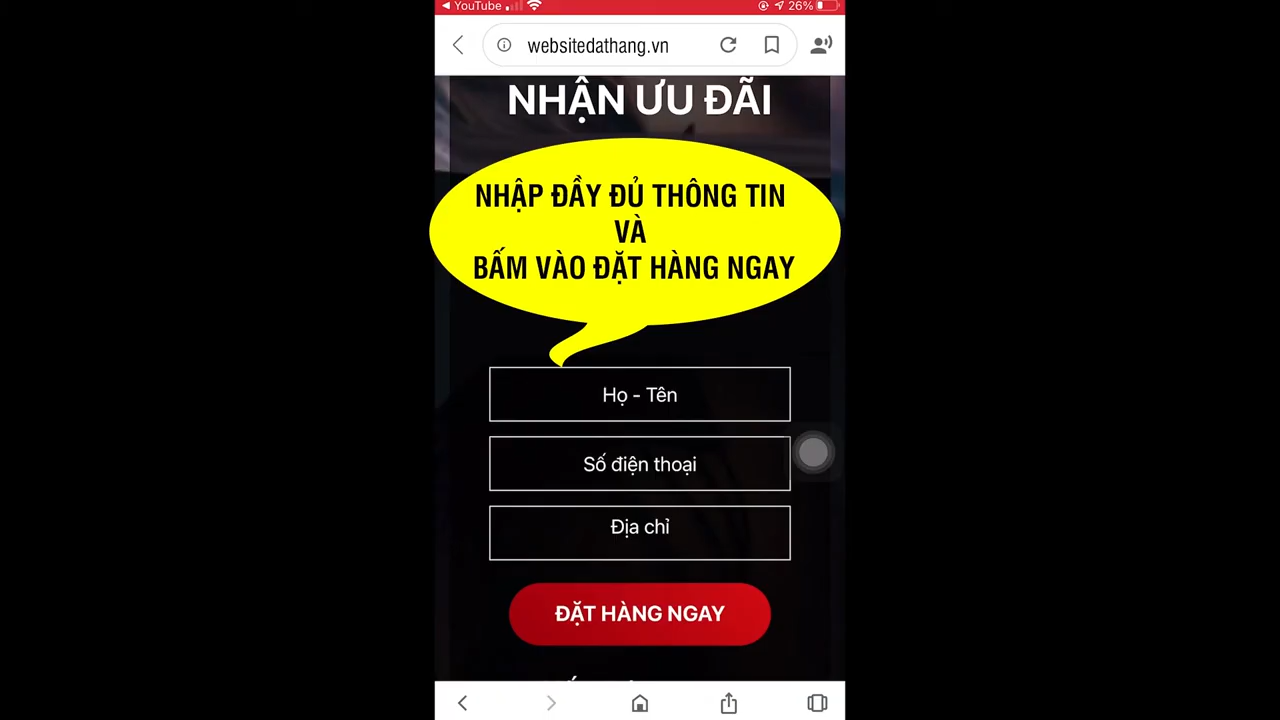 YouTube
26%
websitedathang.vn
NHẬN ƯU ĐÃI
NHẬP ĐẦY ĐỦ THÔNG TIN
VÀ
BẤM VÀO ĐẶT HÀNG NGAY
Họ - Tên
Số điện thoại
Địa chỉ
ĐẶT HÀNG NGAY